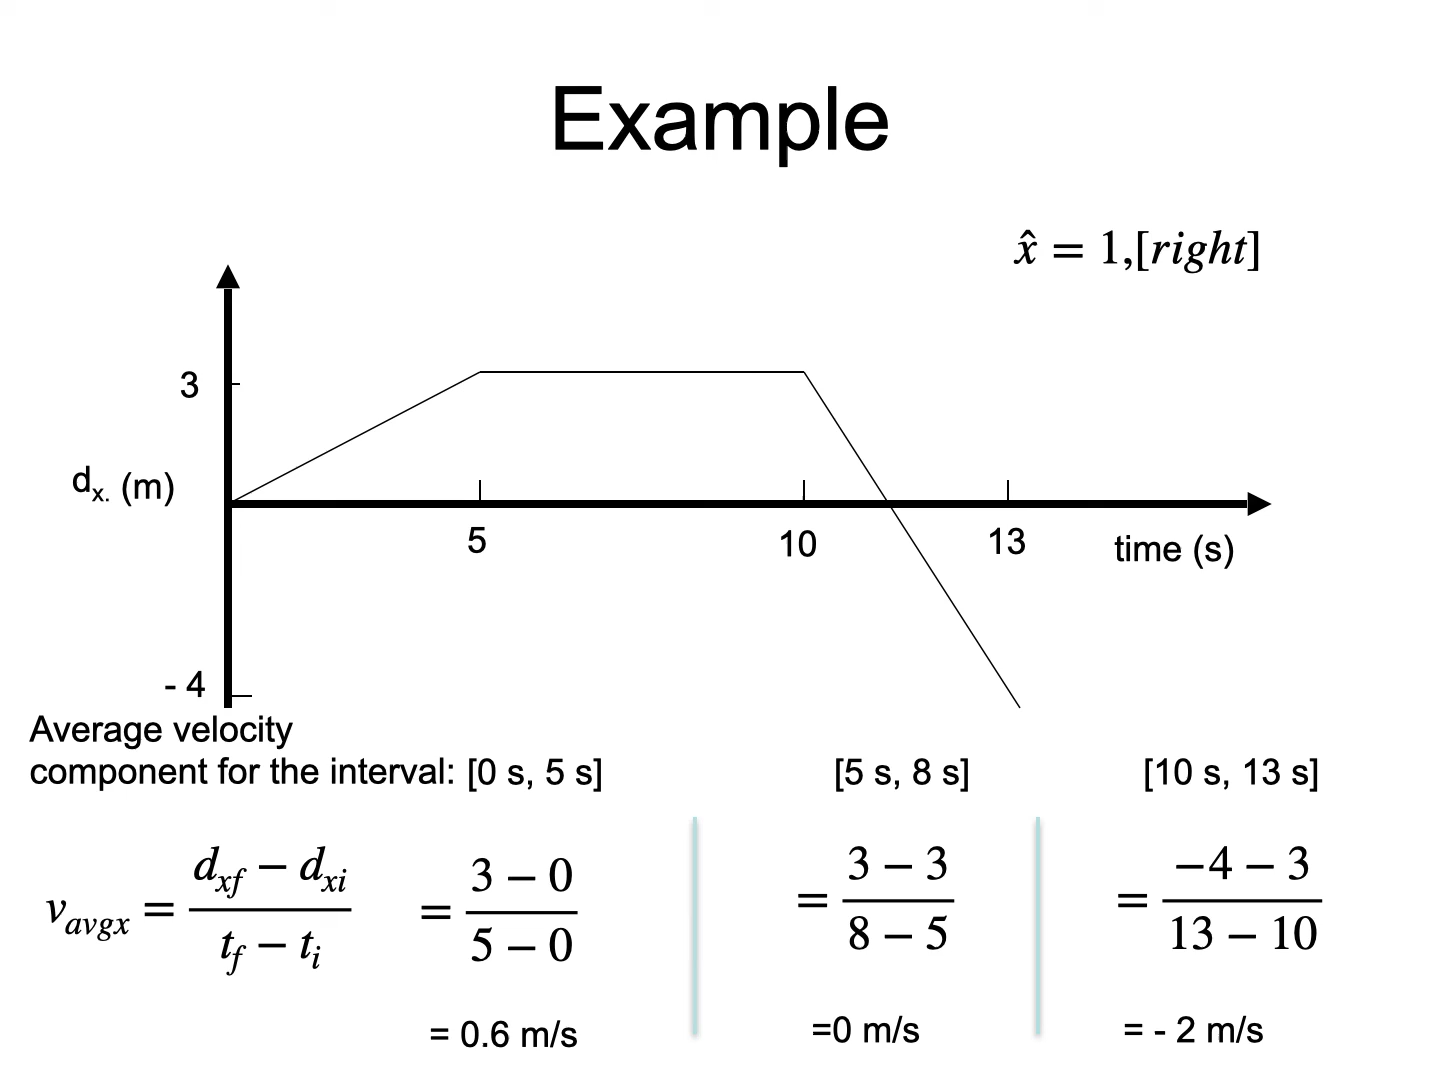 Example
x̂ = 1,[right]
3
dx. (m)
5
10
13
time (s)
- 4
Average velocity
component for the interval: [0 s, 5 s]
[5 s, 8 s]
[10 s, 13 s]
v_avgx = (d_xf − d_xi)/(t_f − t_i) = (3 − 0)/(5 − 0)
= (3 − 3)/(8 − 5)
= (−4 − 3)/(13 − 10)
= 0.6 m/s
=0 m/s
= - 2 m/s